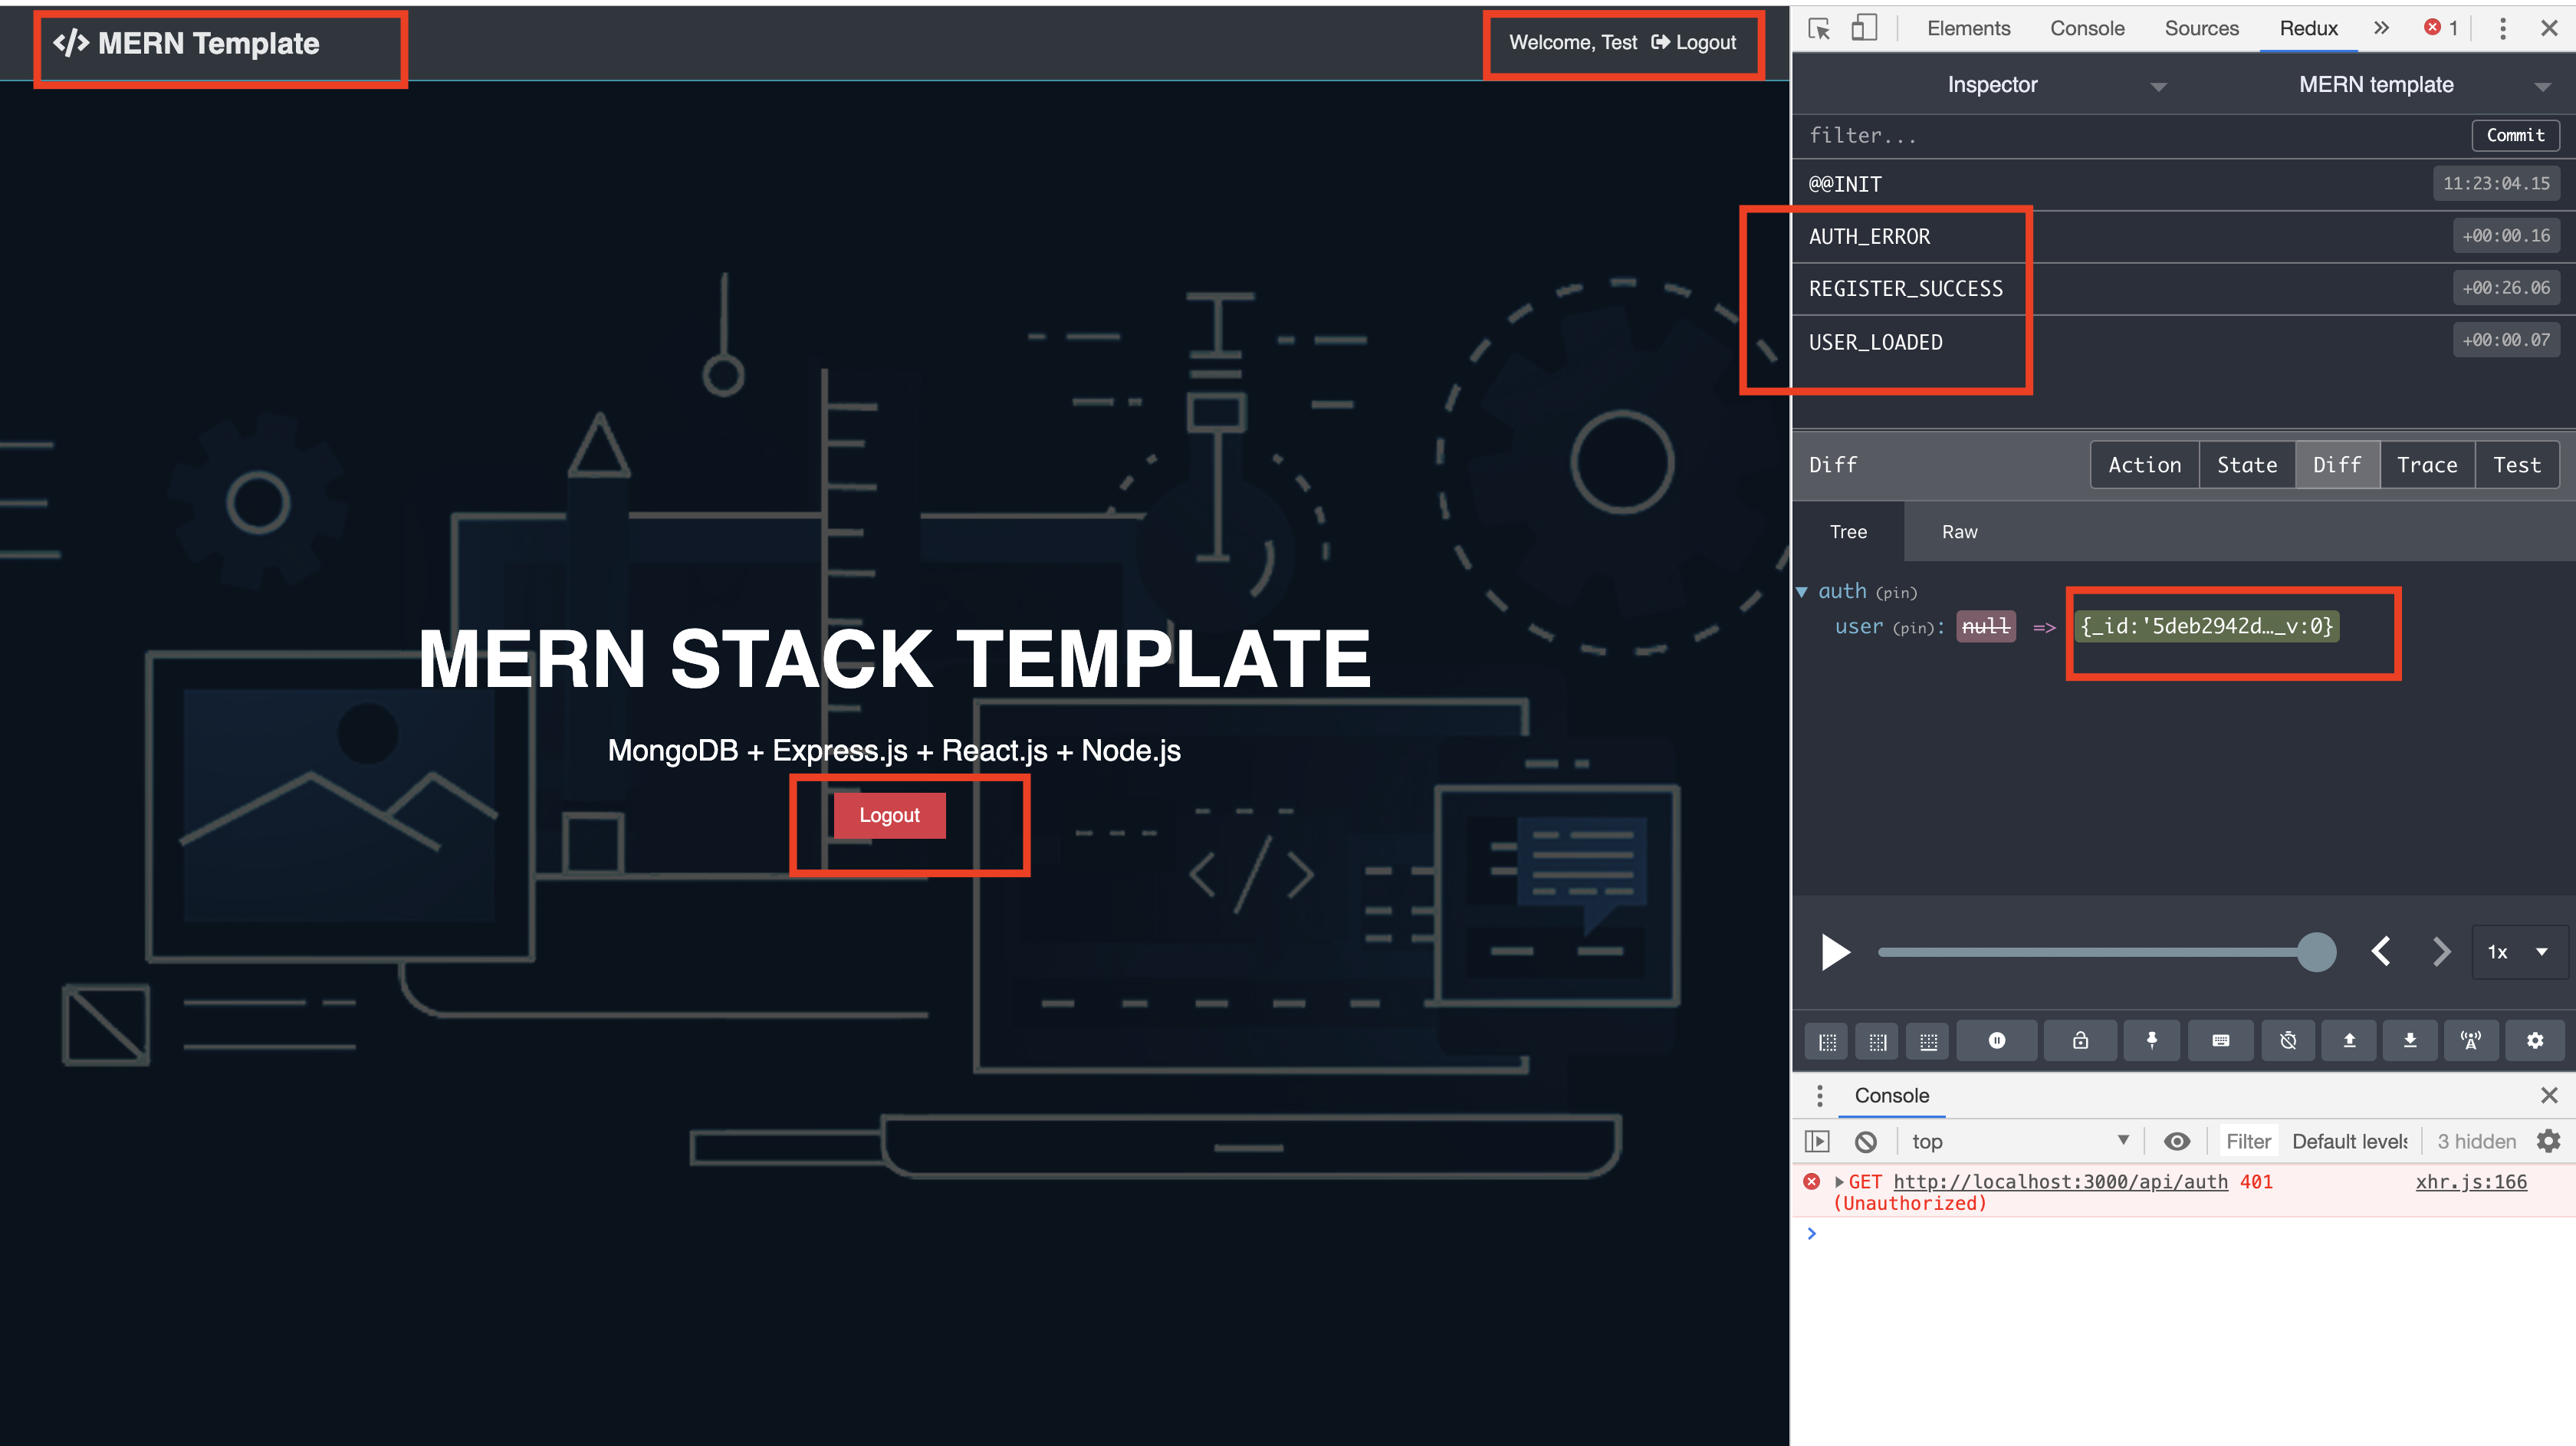 </> MERN Template
Welcome, Test Logout
MERN STACK TEMPLATE
MongoDB + Express.js + React.js + Node.js
Logout
Elements Console Sources Redux » 1
Inspector MERN template
filter... Commit
@@INIT 11:23:04.15
AUTH_ERROR +00:00.16
REGISTER_SUCCESS +00:26.06
USER_LOADED +00:00.07
Diff Action State Diff Trace Test
Tree Raw
auth (pin)
user (pin): null => {_id:'5deb2942d…_v:0}
1x
Console
top Filter Default levels 3 hidden
GET http://localhost:3000/api/auth 401 xhr.js:166
(Unauthorized)
>